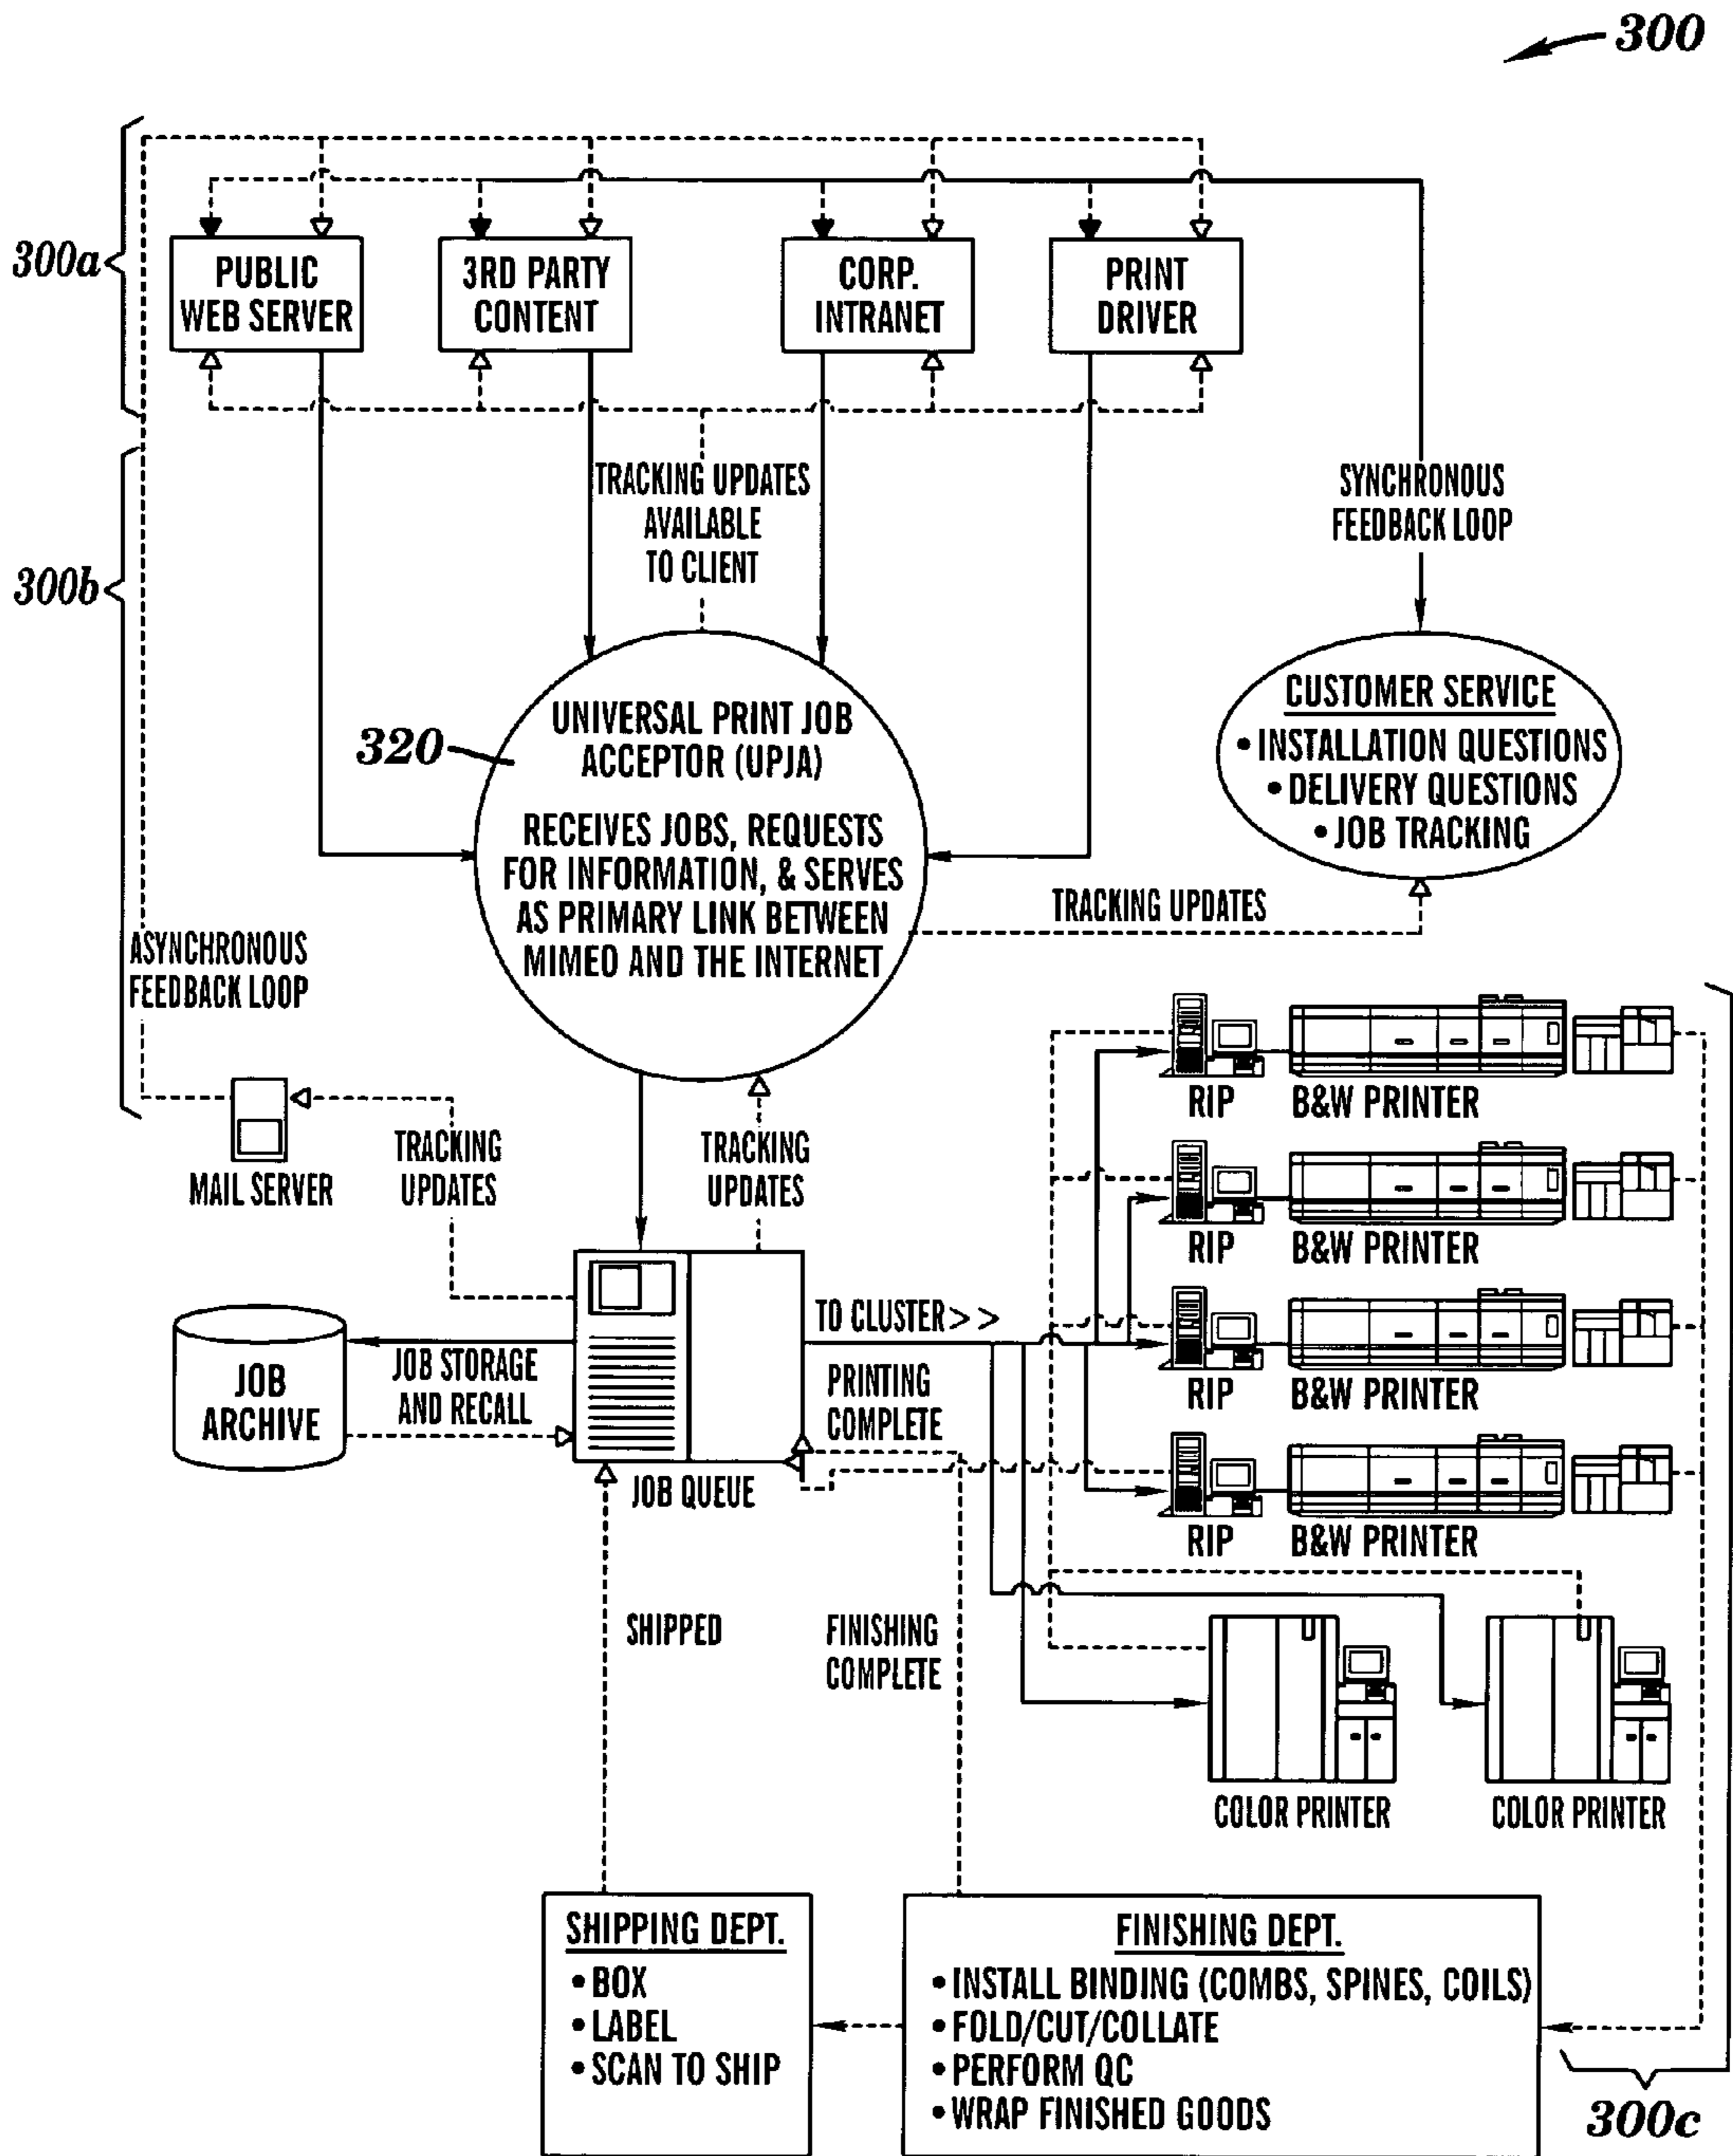 300
300a
PUBLIC
WEB SERVER
3RD PARTY
CONTENT
CORP.
INTRANET
PRINT
DRIVER
TRACKING UPDATES
AVAILABLE
TO CLIENT
SYNCHRONOUS
FEEDBACK LOOP
300b
320
UNIVERSAL PRINT JOB
ACCEPTOR (UPJA)
RECEIVES JOBS, REQUESTS
FOR INFORMATION, & SERVES
AS PRIMARY LINK BETWEEN
MIMEO AND THE INTERNET
CUSTOMER SERVICE
• INSTALLATION QUESTIONS
• DELIVERY QUESTIONS
• JOB TRACKING
TRACKING UPDATES
ASYNCHRONOUS
FEEDBACK LOOP
MAIL SERVER
TRACKING
UPDATES
TRACKING
UPDATES
RIP B&W PRINTER
RIP B&W PRINTER
RIP B&W PRINTER
RIP B&W PRINTER
JOB
ARCHIVE
JOB STORAGE
AND RECALL
JOB QUEUE
TO CLUSTER > >
PRINTING
COMPLETE
SHIPPED
FINISHING
COMPLETE
COLOR PRINTER
COLOR PRINTER
SHIPPING DEPT.
• BOX
• LABEL
• SCAN TO SHIP
FINISHING DEPT.
• INSTALL BINDING (COMBS, SPINES, COILS)
• FOLD/CUT/COLLATE
• PERFORM QC
• WRAP FINISHED GOODS
300c